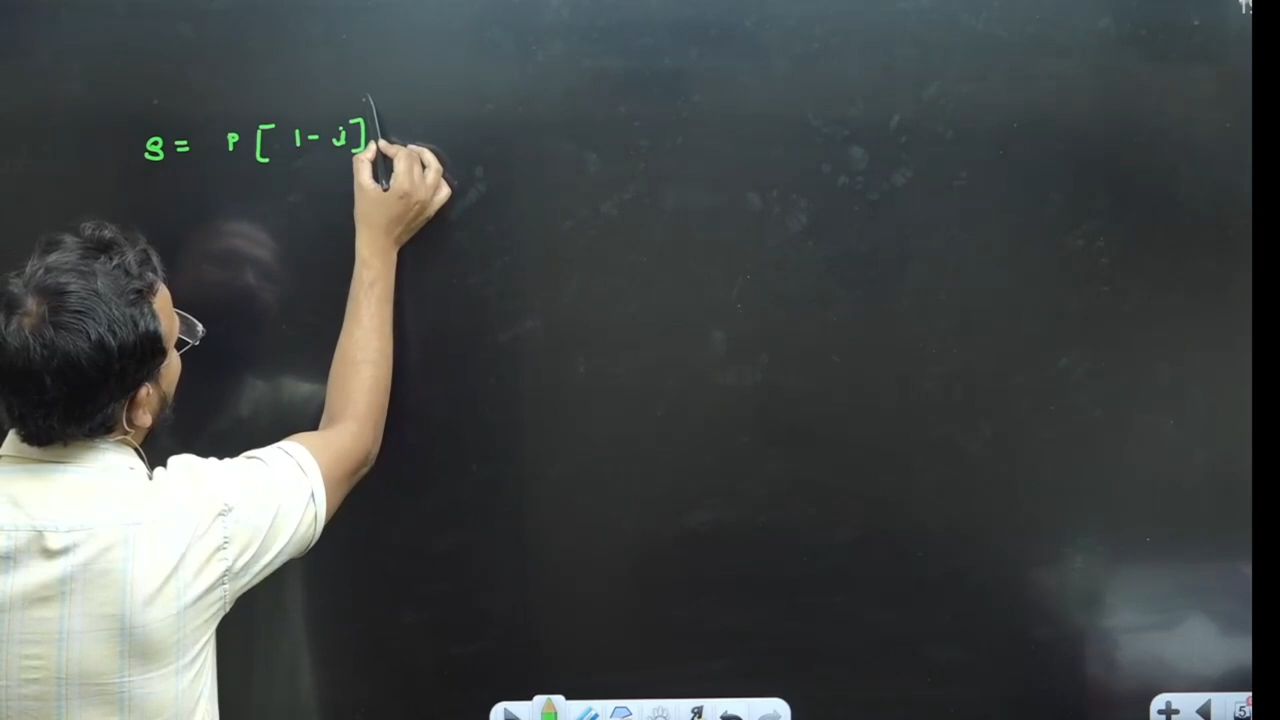 S = P [ 1 - i ]